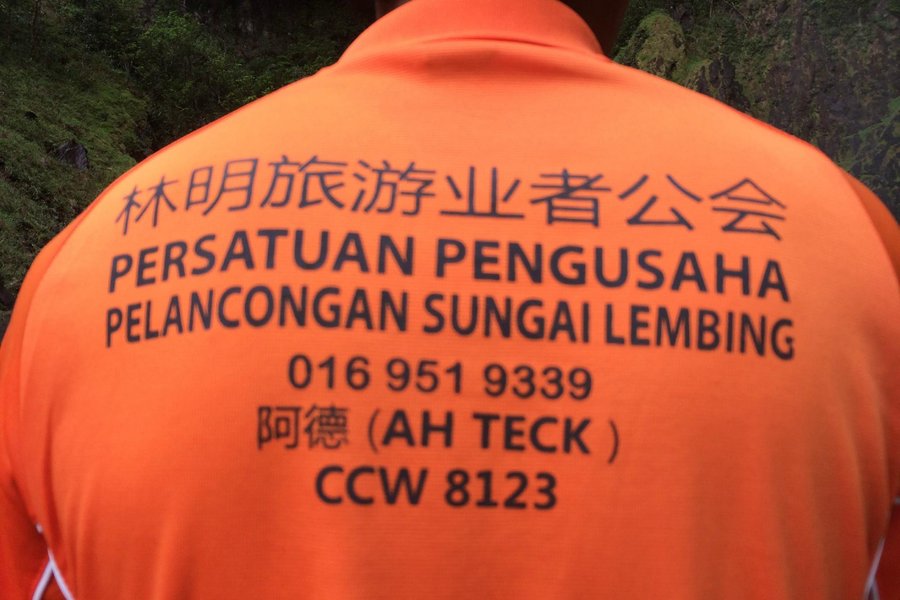 林明旅游业者公会
PERSATUAN PENGUSAHA
PELANCONGAN SUNGAI LEMBING
016 951 9339
阿德 (AH TECK )
CCW 8123